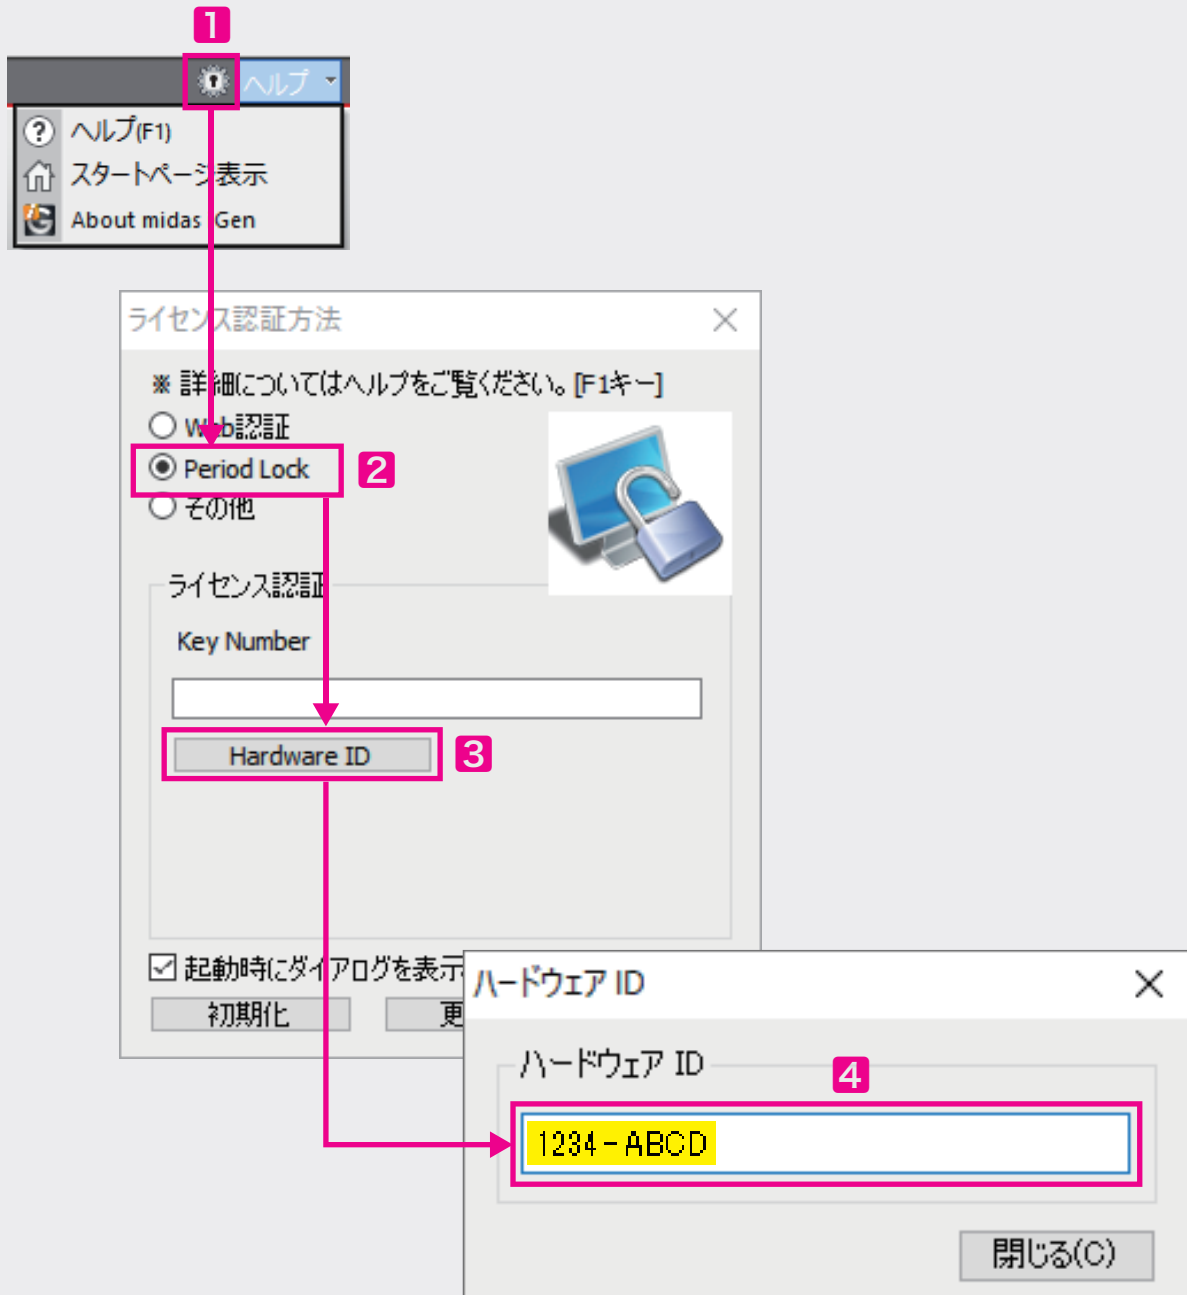 1
ヘルプ
ヘルプ(F1)
スタートページ表示
About midas Gen
ライセンス認証方法
※ 詳細についてはヘルプをご覧ください。[F1キー]
Web認証
Period Lock
2
その他
ライセンス認証
Key Number
Hardware ID
3
起動時にダイアログを表示
初期化
更
ハードウェア ID
ハードウェア ID
4
1234-ABCD
閉じる(C)